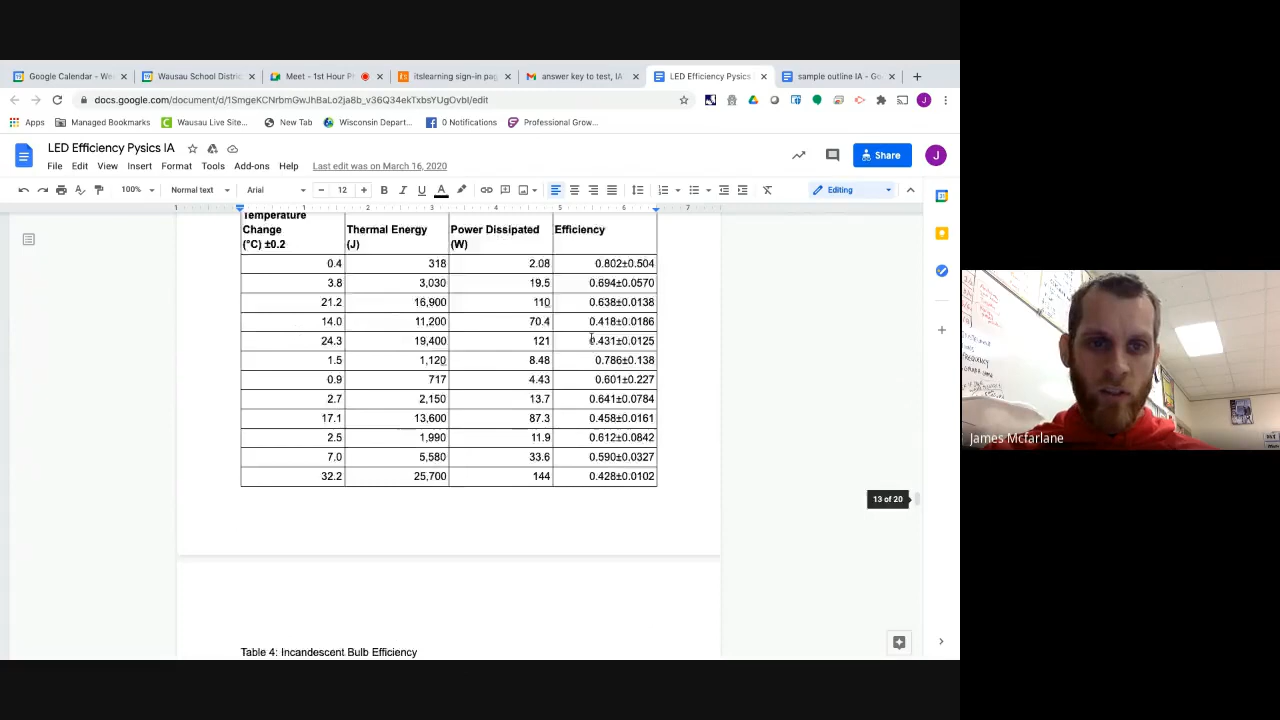 Google Calendar - We
Wausau School Distric
Meet - 1st Hour Ph
itslearning sign-in pag
answer key to test, IA
LED Efficiency Pysics
sample outline IA - Go
docs.google.com/document/d/1SmgeKCNrbmGwJhBaLo2ja8b_v36Q34ekTxbsYUgOvbI/edit
Apps
Managed Bookmarks
Wausau Live Site...
New Tab
Wisconsin Depart...
0 Notifications
Professional Grow...
LED Efficiency Pysics IA
File Edit View Insert Format Tools Add-ons Help Last edit was on March 16, 2020
Share
J
100% Normal text Arial 12 B I U A Editing
1 1 2 3 4 5 6 7
Temperature Change (°C) ±0.2 Thermal Energy (J) Power Dissipated (W) Efficiency
0.4 318 2.08 0.802±0.504
3.8 3,030 19.5 0.694±0.0570
21.2 16,900 110 0.638±0.0138
14.0 11,200 70.4 0.418±0.0186
24.3 19,400 121 0.431±0.0125
1.5 1,120 8.48 0.786±0.138
0.9 717 4.43 0.601±0.227
2.7 2,150 13.7 0.641±0.0784
17.1 13,600 87.3 0.458±0.0161
2.5 1,990 11.9 0.612±0.0842
7.0 5,580 33.6 0.590±0.0327
32.2 25,700 144 0.428±0.0102
13 of 20
Table 4: Incandescent Bulb Efficiency
James Mcfarlane